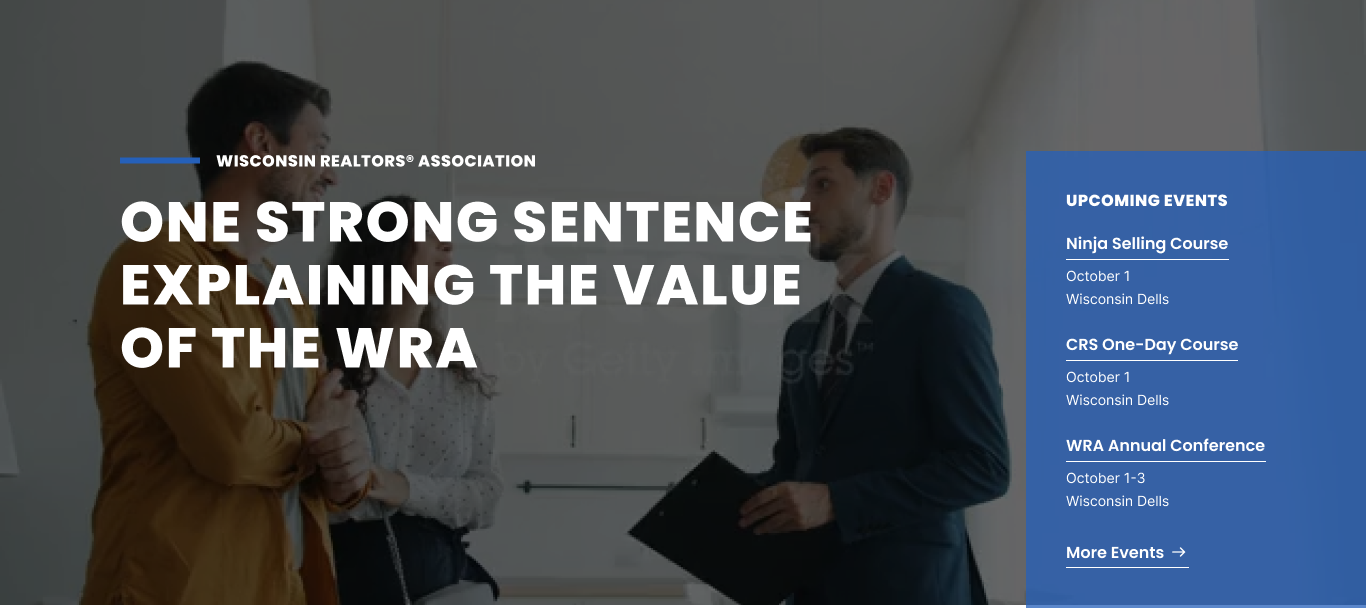 WISCONSIN REALTORS® ASSOCIATION
ONE STRONG SENTENCE
EXPLAINING THE VALUE
OF THE WRA
by Getty Images™
UPCOMING EVENTS
Ninja Selling Course
October 1
Wisconsin Dells
CRS One-Day Course
October 1
Wisconsin Dells
WRA Annual Conference
October 1-3
Wisconsin Dells
More Events →